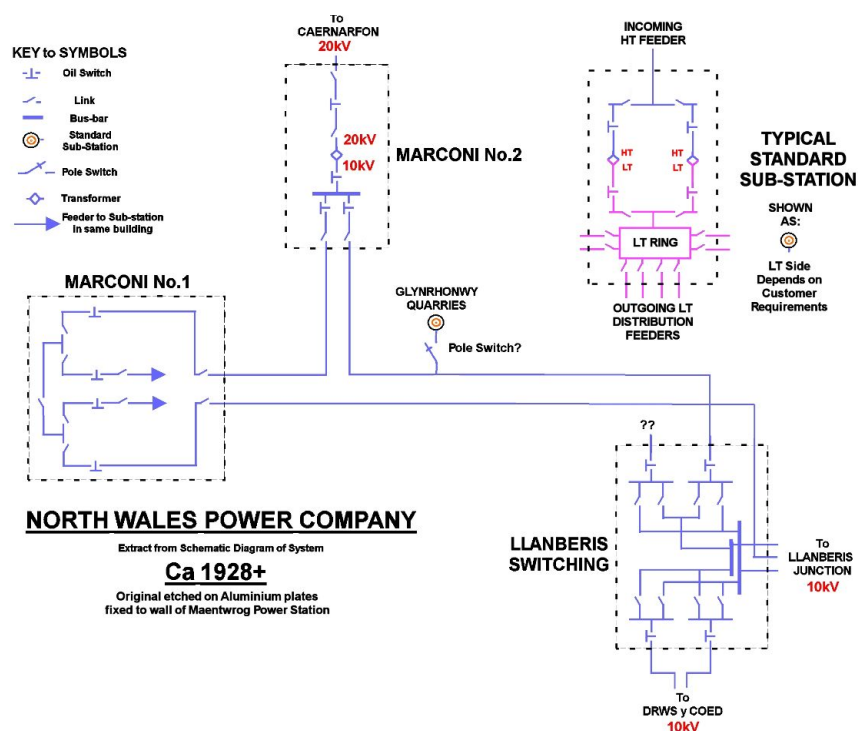 To
CAERNARFON
20kV
KEY to SYMBOLS
Oil Switch
Link
Bus-bar
Standard
Sub-Station
Pole Switch
Transformer
Feeder to Sub-station
in same building
20kV
10kV
MARCONI No.2
INCOMING
HT FEEDER
HT
LT
HT
LT
LT RING
OUTGOING LT
DISTRIBUTION
FEEDERS
TYPICAL
STANDARD
SUB-STATION
SHOWN
AS:
LT Side
Depends on
Customer
Requirements
MARCONI No.1
GLYNRHONWY
QUARRIES
Pole Switch?
??
LLANBERIS
SWITCHING
To
LLANBERIS
JUNCTION
10kV
To
DRWS y COED
10kV
NORTH WALES POWER COMPANY
Extract from Schematic Diagram of System
Ca 1928+
Original etched on Aluminium plates
fixed to wall of Maentwrog Power Station